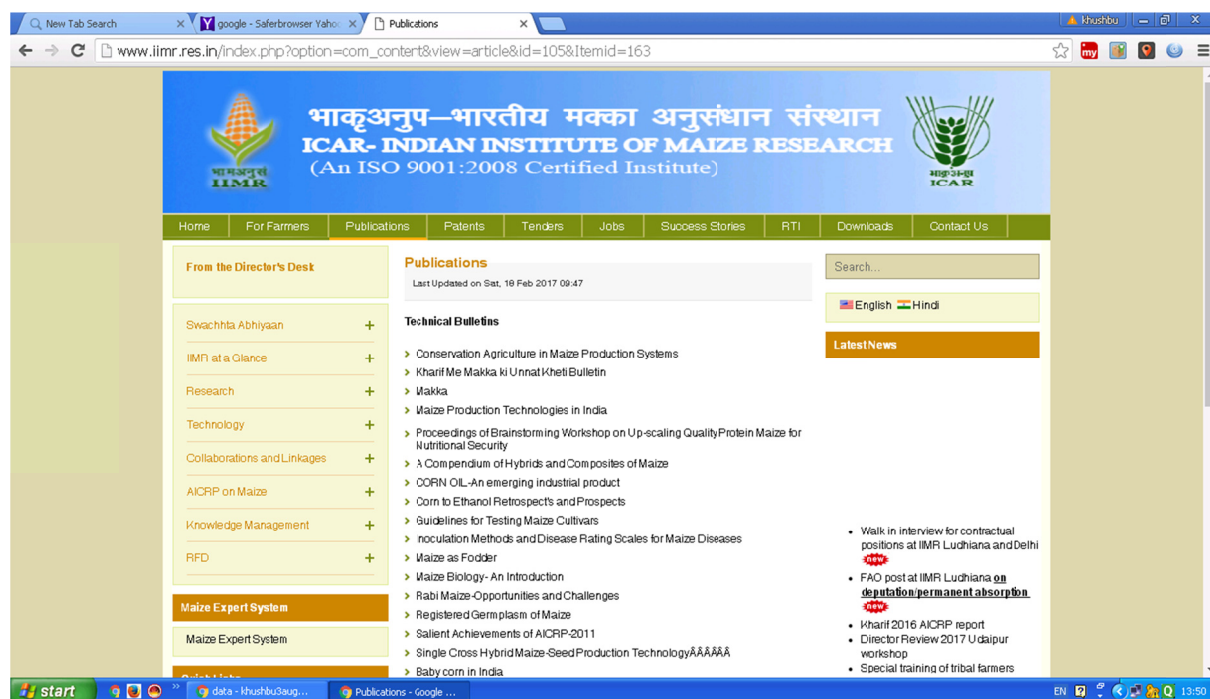 New Tab Search
google - Saferbrowser Yaho
Publications
khushbu
www.iimr.res.in/index.php?option=com_content&view=article&id=105&Itemid=163
भाकृअनुप—भारतीय मक्का अनुसंधान संस्थान
ICAR- INDIAN INSTITUTE OF MAIZE RESEARCH
(An ISO 9001:2008 Certified Institute)
IIMR
ICAR
Home
For Farmers
Publications
Patents
Tenders
Jobs
Success Stories
RTI
Downloads
Contact Us
From the Director's Desk
Swachhta Abhiyaan
IIMR at a Glance
Research
Technology
Collaborations and Linkages
AICRP on Maize
Knowledge Management
RFD
Maize Expert System
Maize Expert System
Publications
Last Updated on Sat, 18 Feb 2017 09:47
Technical Bulletins
Conservation Agriculture in Maize Production Systems
Kharif Me Makka ki Unnat Kheti Bulletin
Makka
Maize Production Technologies in India
Proceedings of Brainstorming Workshop on Up-scaling Quality Protein Maize for
Nutritional Security
A Compendium of Hybrids and Composites of Maize
CORN OIL-An emerging industrial product
Corn to Ethanol Retrospect's and Prospects
Guidelines for Testing Maize Cultivars
Inoculation Methods and Disease Rating Scales for Maize Diseases
Maize as Fodder
Maize Biology- An Introduction
Rabi Maize-Opportunities and Challenges
Registered Germplasm of Maize
Salient Achievements of AICRP-2011
Single Cross Hybrid Maize-Seed Production TechnologyÂÂÂÂÂÂ
Baby corn in India
Search...
English
Hindi
Latest News
Walk in interview for contractual
positions at IIMR Ludhiana and Delhi
new
FAO post at IIMR Ludhiana on
deputation/permanent absorption
new
Kharif 2016 AICRP report
Director Review 2017 Udaipur
workshop
Special training of tribal farmers
start
data - khushbu3aug...
Publications - Google ...
EN
13:50